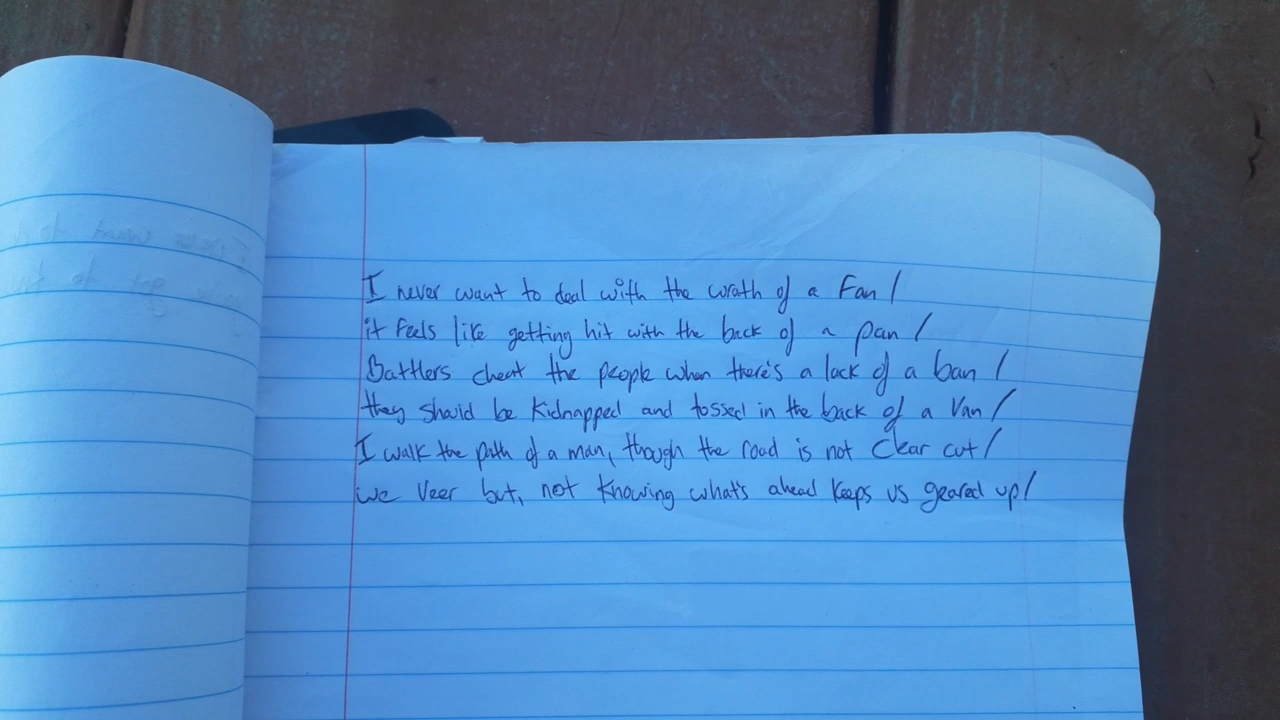 I never want to deal with the wrath of a Fan /
it feels like getting hit with the back of a pan /
Battlers cheat the people when there's a lack of a ban /
they should be kidnapped and tossed in the back of a van /
I walk the path of a man, though the road is not clear cut /
we veer but, not knowing what's ahead keeps us geared up /